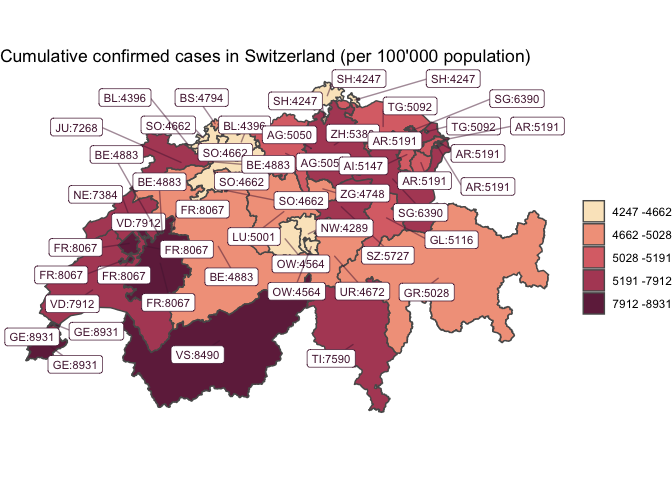 Cumulative confirmed cases in Switzerland (per 100'000 population)
SH:4247
SH:4247
BL:4396
BS:4794
SH:4247
SG:6390
TG:5092
JU:7268
SO:4662
BL:4396
AG:5050
ZH:538
TG:5092
AR:5191
AR:5191
BE:4883
SO:4662
BE:4883
AG:505
AI:5147
AR:5191
BE:4883
SO:4662
ZG:4748
AR:5191
AR:5191
NE:7384
SO:4662
VD:7912
FR:8067
SG:6390
LU:5001
NW:4289
GL:5116
FR:8067
FR:8067
OW:4564
SZ:5727
FR:8067
FR:8067
BE:4883
OW:4564
UR:4672
GR:5028
VD:7912
FR:8067
GE:8931
GE:8931
VS:8490
TI:7590
GE:8931
4247 -4662
4662 -5028
5028 -5191
5191 -7912
7912 -8931